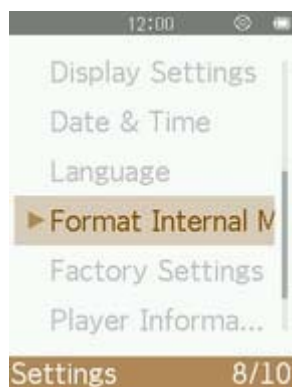 12:00
Display Settings
Date & Time
Language
Format Internal M
Factory Settings
Player Informa...
Settings 8/10